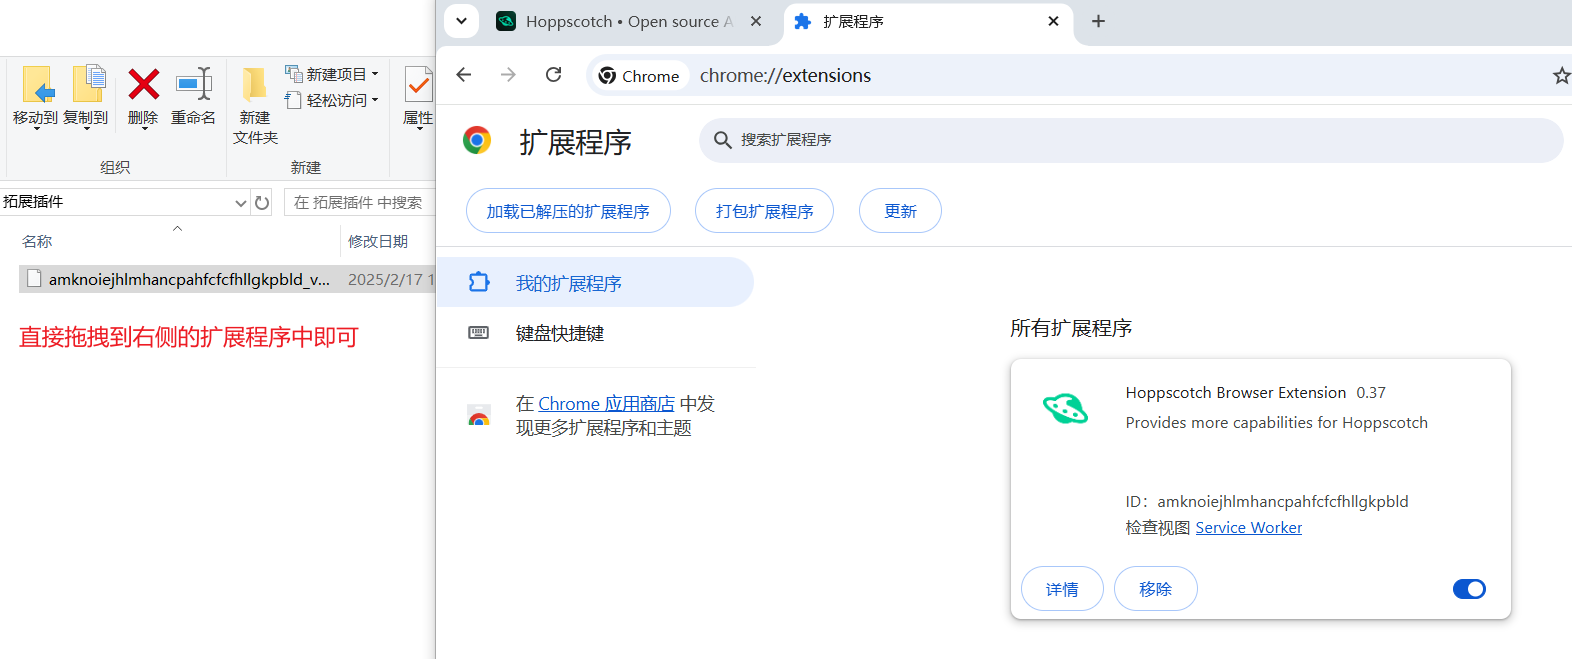 移动到
复制到
删除
重命名
新建
文件夹
新建项目
轻松访问
属性
组织
新建
拓展插件
在 拓展插件 中搜索
名称
修改日期
amknoiejhlmhancpahfcfcfhllgkpbld_v...
2025/2/17 1
直接拖拽到右侧的扩展程序中即可
Hoppscotch • Open source A
扩展程序
Chrome
chrome://extensions
扩展程序
搜索扩展程序
加载已解压的扩展程序
打包扩展程序
更新
我的扩展程序
键盘快捷键
在 Chrome 应用商店 中发
现更多扩展程序和主题
所有扩展程序
Hoppscotch Browser Extension 0.37
Provides more capabilities for Hoppscotch
ID：amknoiejhlmhancpahfcfcfhllgkpbld
检查视图 Service Worker
详情
移除